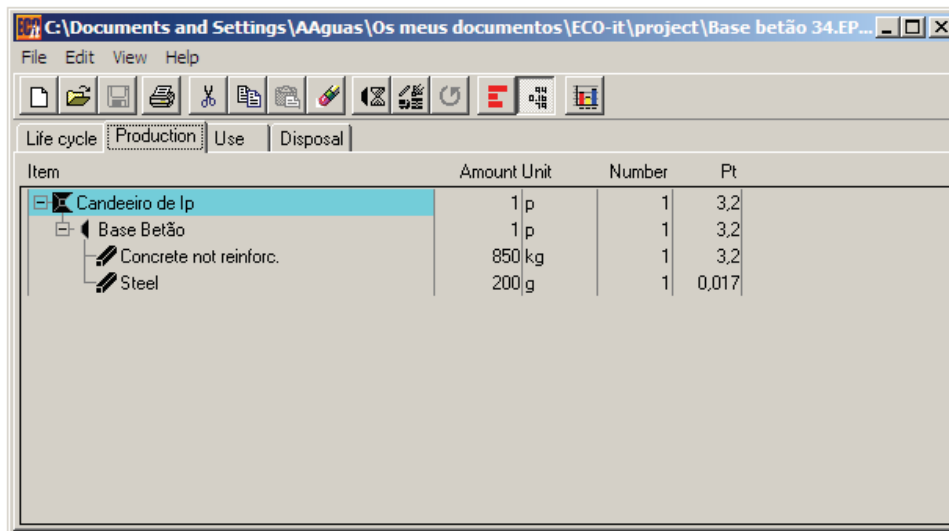 C:\Documents and Settings\AAguas\Os meus documentos\ECO-it\project\Base betão 34.EP...
File Edit View Help
Life cycle Production Use Disposal
Item Amount Unit Number Pt
Candeeiro de Ip 1 p 1 3,2
Base Betão 1 p 1 3,2
Concrete not reinforc. 850 kg 1 3,2
Steel 200 g 1 0,017